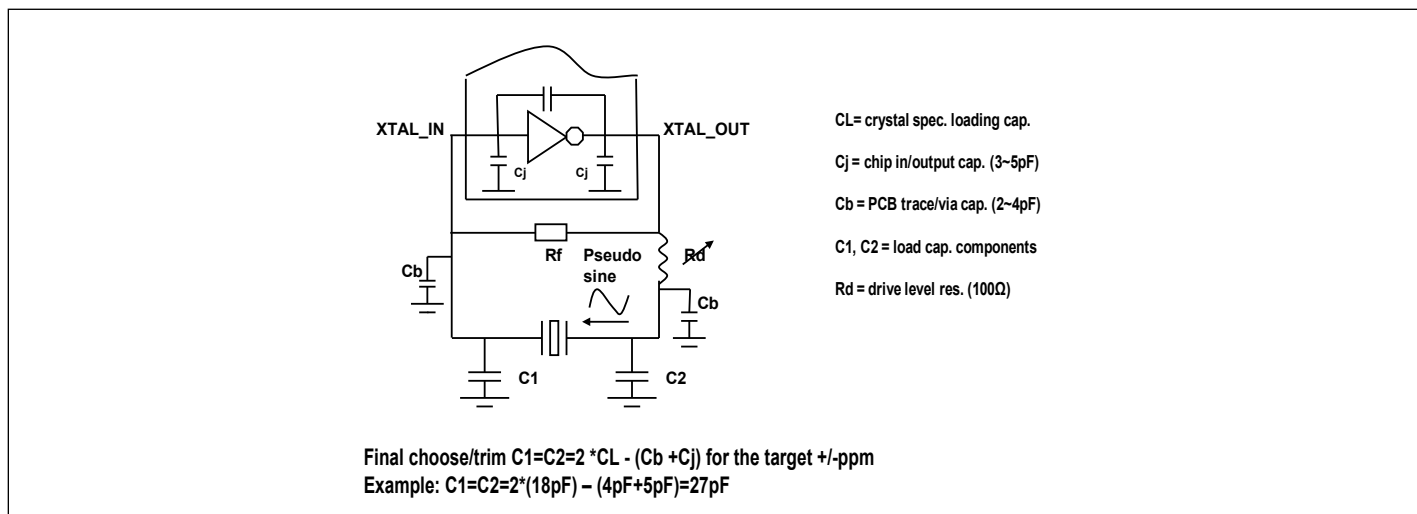 XTAL_IN
XTAL_OUT
Cj
Cj
Rf
Pseudo
sine
Rd
Cb
Cb
C1
C2
CL= crystal spec. loading cap.
Cj = chip in/output cap. (3~5pF)
Cb = PCB trace/via cap. (2~4pF)
C1, C2 = load cap. components
Rd = drive level res. (100Ω)
Final choose/trim C1=C2=2 *CL - (Cb +Cj) for the target +/-ppm
Example: C1=C2=2*(18pF) – (4pF+5pF)=27pF